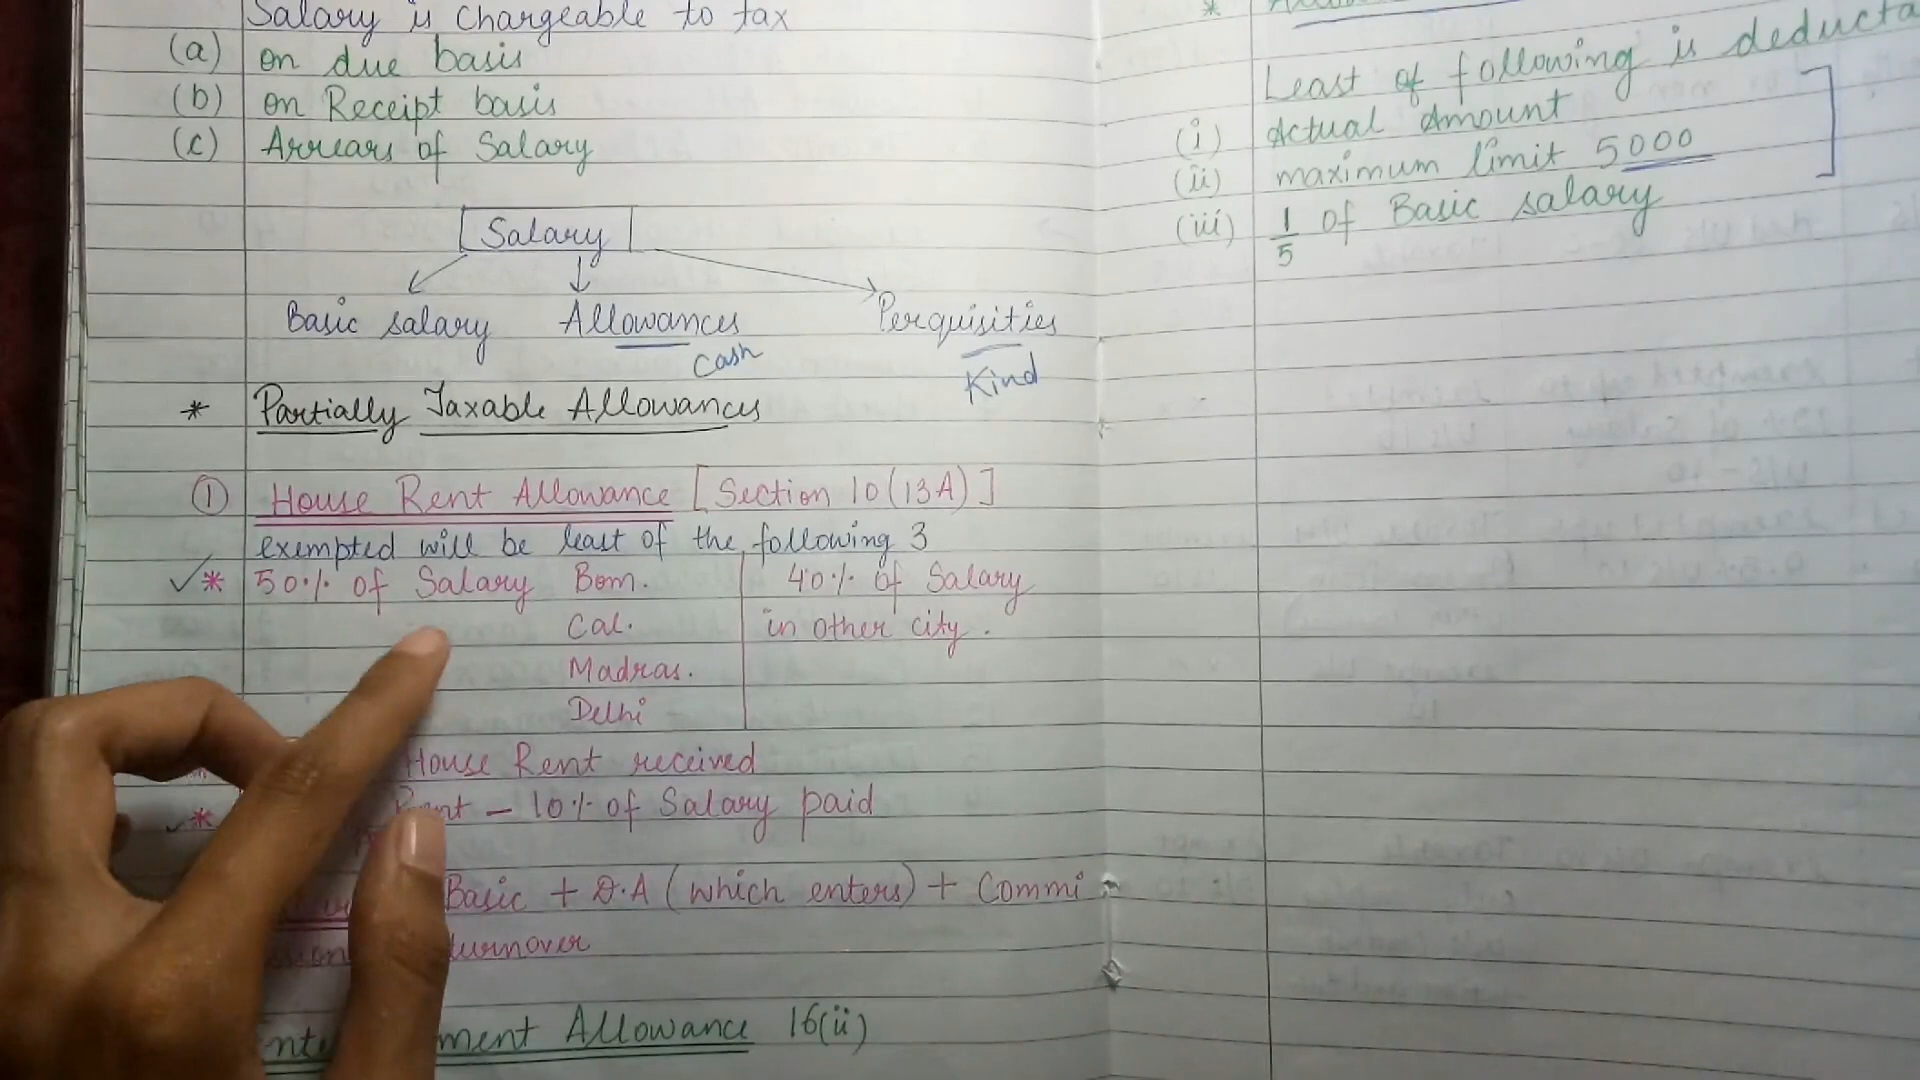 Salary is chargeable to tax
(a) on due basis
(b) on Receipt basis
(c) Arrears of Salary
Salary
Basic salary Allowances Perquisities
Cash
Kind
* Partially Taxable Allowances
① House Rent Allowance [Section 10(13A)]
exempted will be least of the following 3
✓* 50% of Salary Bom. 40% of Salary
Cal. in other city.
Madras.
Delhi
House Rent received
✓* Rent - 10% of Salary paid
Basic + D.A (which enters) + Commi
ssion turnover
ment Allowance 16(ii)
*
Least of following is deducta
(i) Actual Amount
(ii) maximum limit 5000
(iii) 1/5 of Basic salary